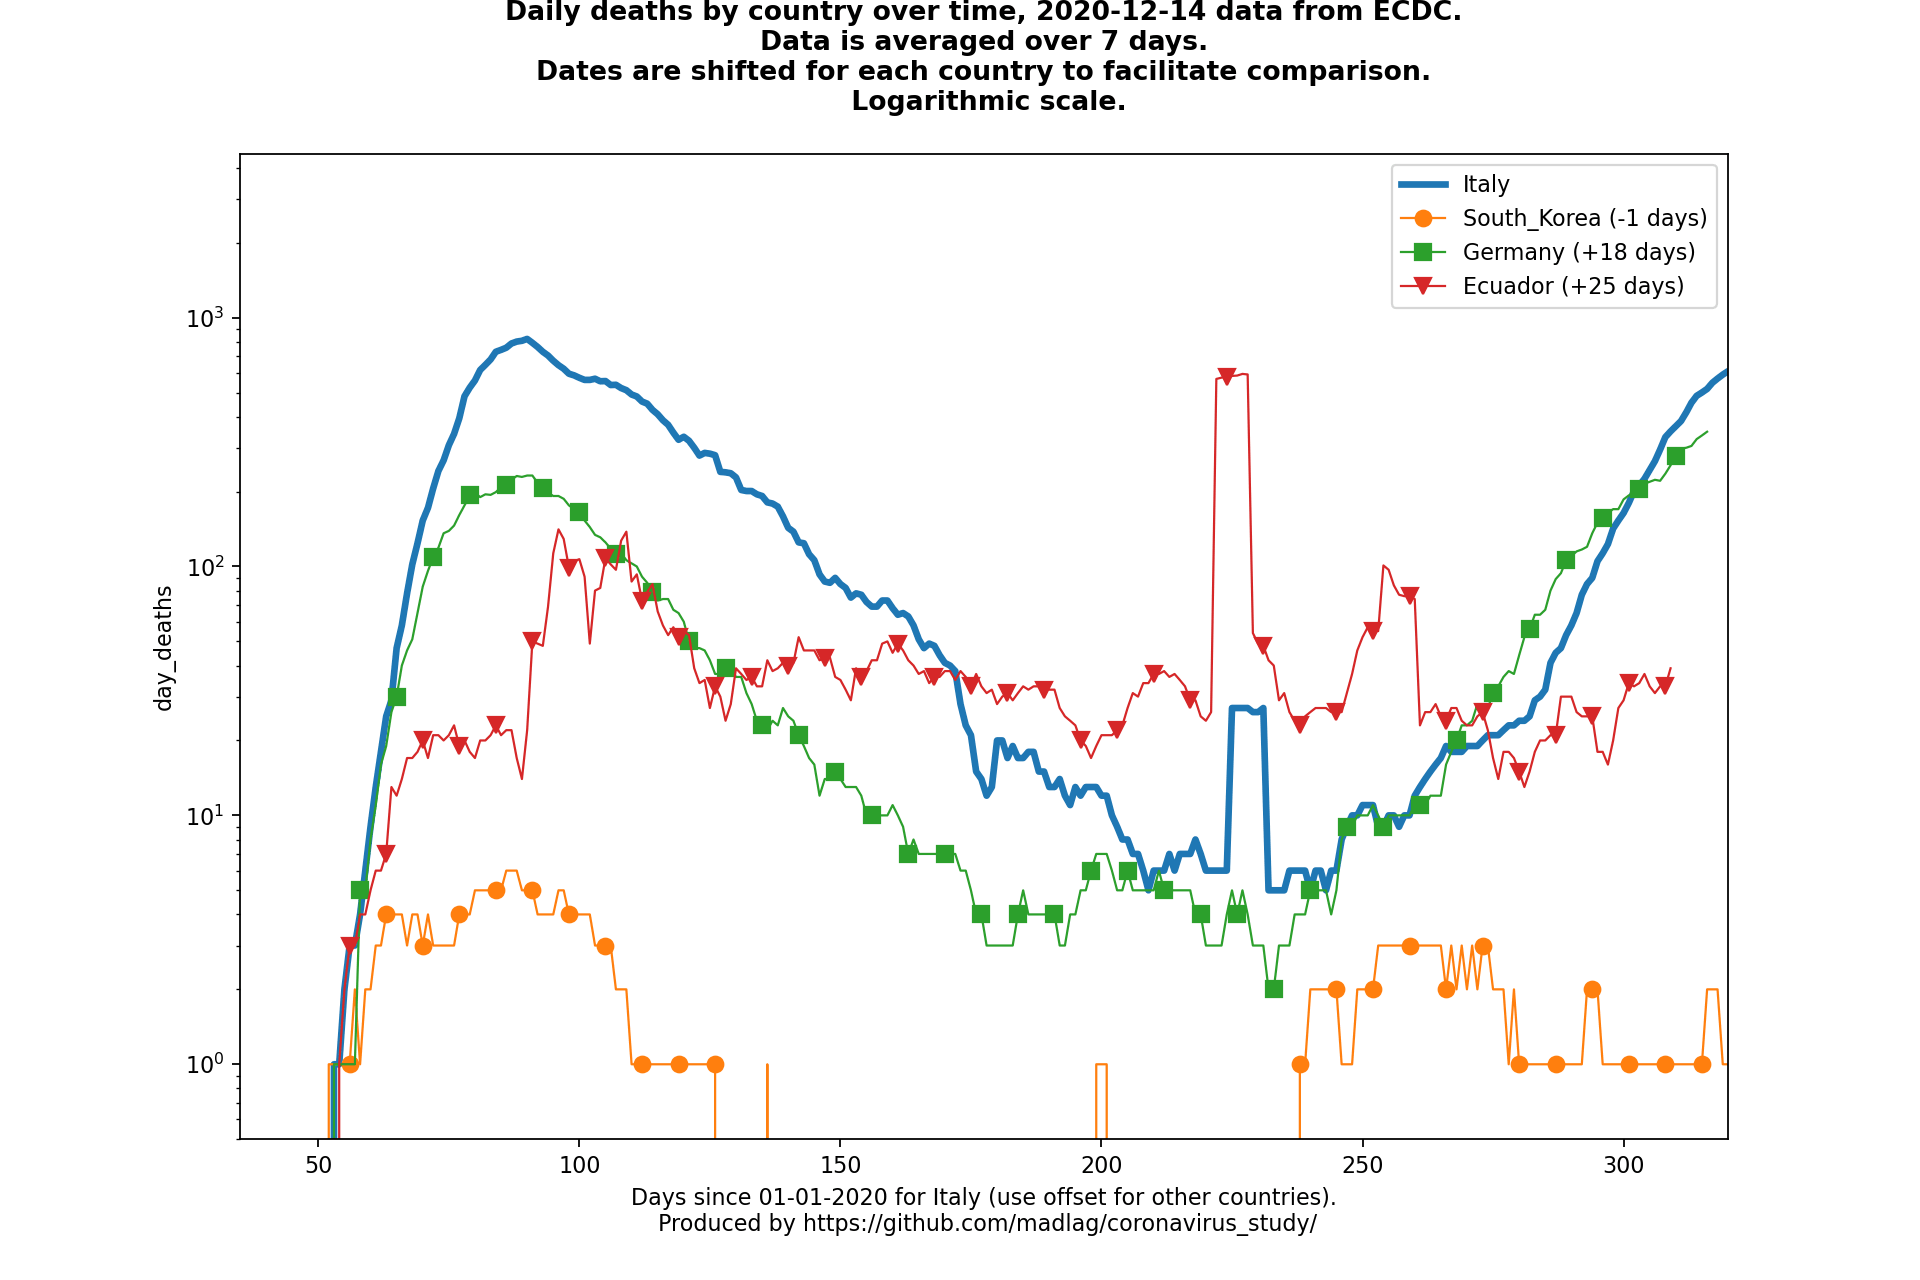 Daily deaths by country over time, 2020-12-14 data from ECDC.
Data is averaged over 7 days.
Dates are shifted for each country to facilitate comparison.
Logarithmic scale.
Italy
South_Korea (-1 days)
Germany (+18 days)
Ecuador (+25 days)
day_deaths
10³
10²
10¹
10⁰
50 100 150 200 250 300
Days since 01-01-2020 for Italy (use offset for other countries).
Produced by https://github.com/madlag/coronavirus_study/